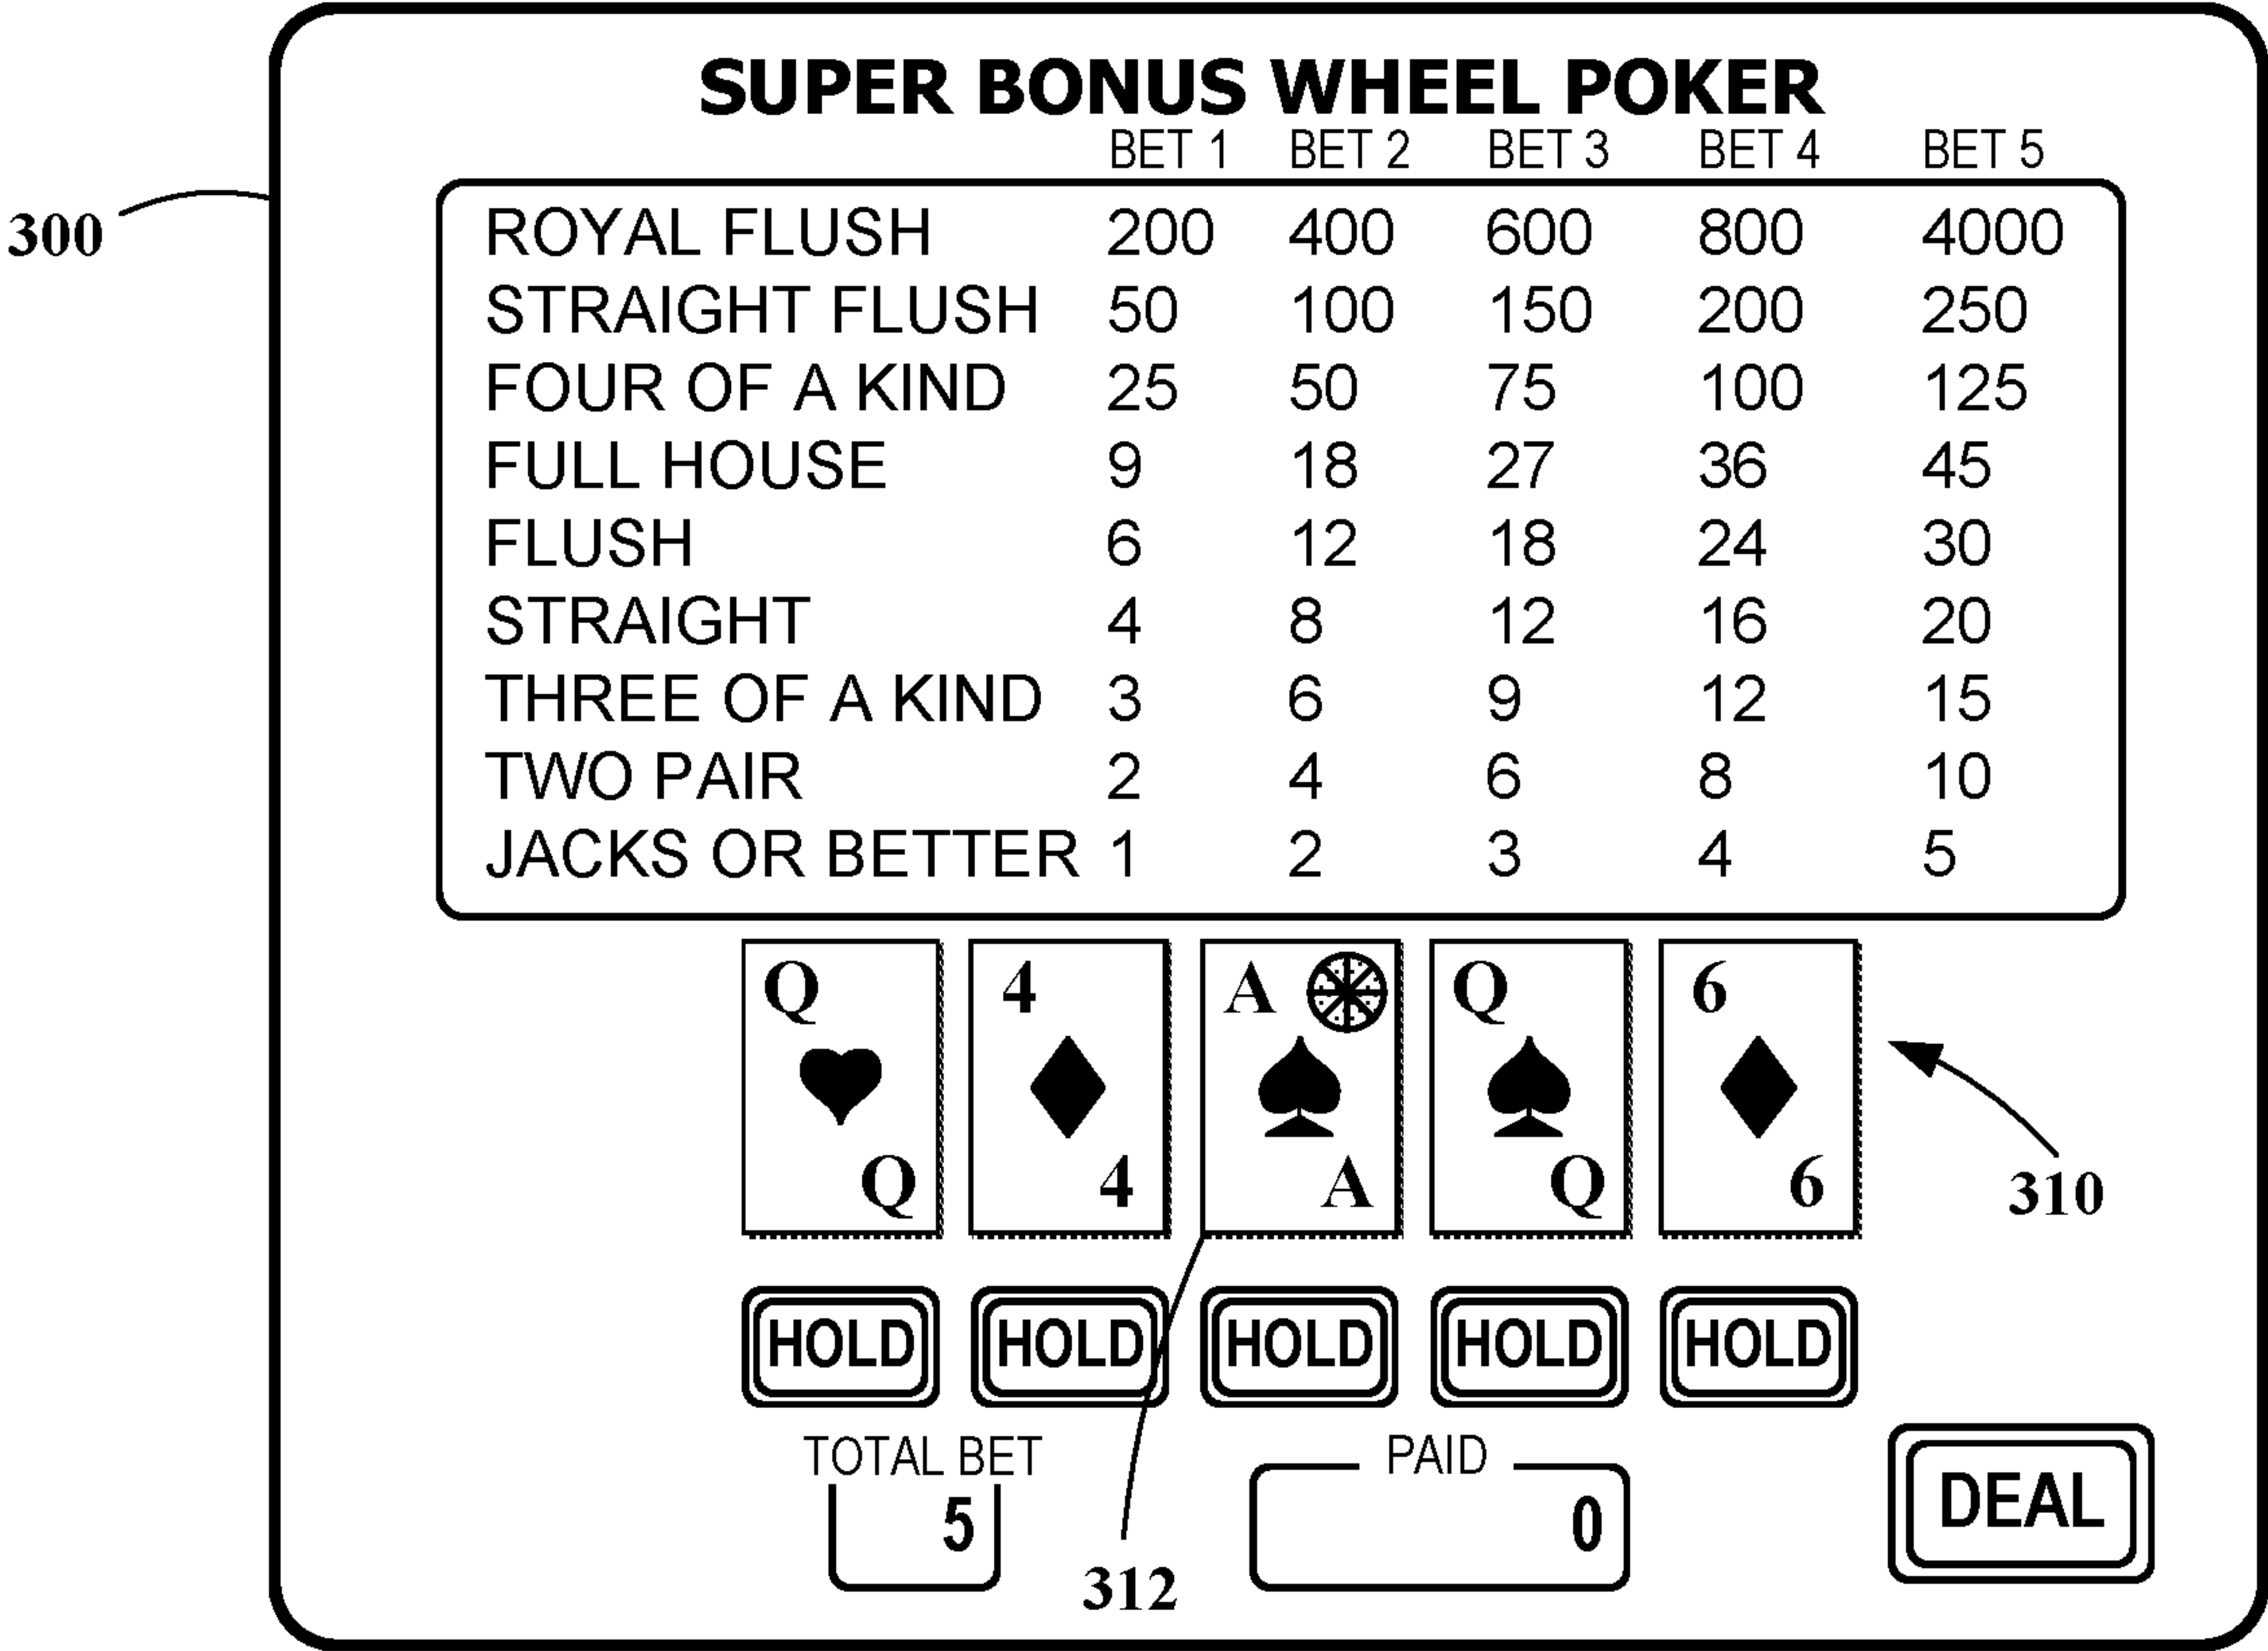 SUPER BONUS WHEEL POKER
BET 1 BET 2 BET 3 BET 4 BET 5
300
ROYAL FLUSH 200 400 600 800 4000
STRAIGHT FLUSH 50 100 150 200 250
FOUR OF A KIND 25 50 75 100 125
FULL HOUSE 9 18 27 36 45
FLUSH 6 12 18 24 30
STRAIGHT 4 8 12 16 20
THREE OF A KIND 3 6 9 12 15
TWO PAIR 2 4 6 8 10
JACKS OR BETTER 1 2 3 4 5
Q 4 A Q 6
Q 4 A Q 6
310
HOLD HOLD HOLD HOLD HOLD
TOTAL BET PAID
5 0 DEAL
312